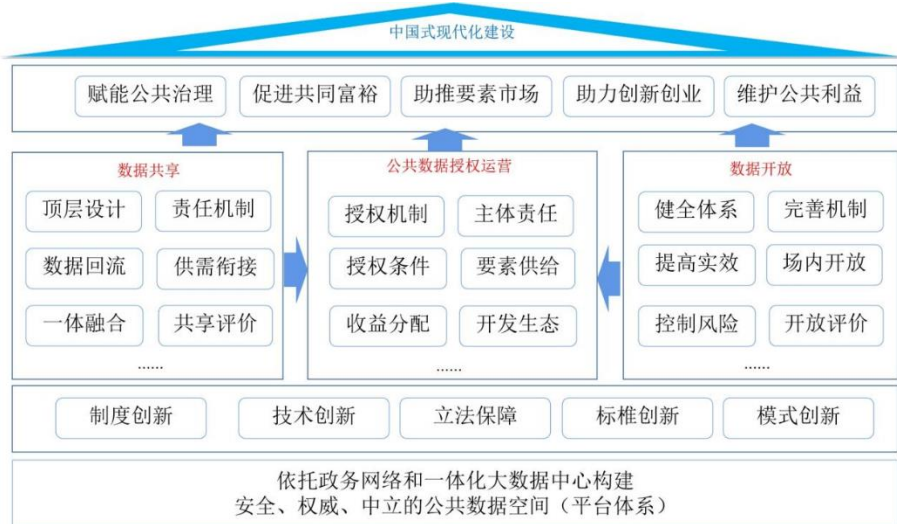 中国式现代化建设
赋能公共治理 促进共同富裕 助推要素市场 助力创新创业 维护公共利益
数据共享
顶层设计 责任机制
数据回流 供需衔接
一体融合 共享评价
......
公共数据授权运营
授权机制 主体责任
授权条件 要素供给
收益分配 开发生态
......
数据开放
健全体系 完善机制
提高实效 场内开放
控制风险 开放评价
......
制度创新 技术创新 立法保障 标椎创新 模式创新
依托政务网络和一体化大数据中心构建
安全、权威、中立的公共数据空间（平台体系）